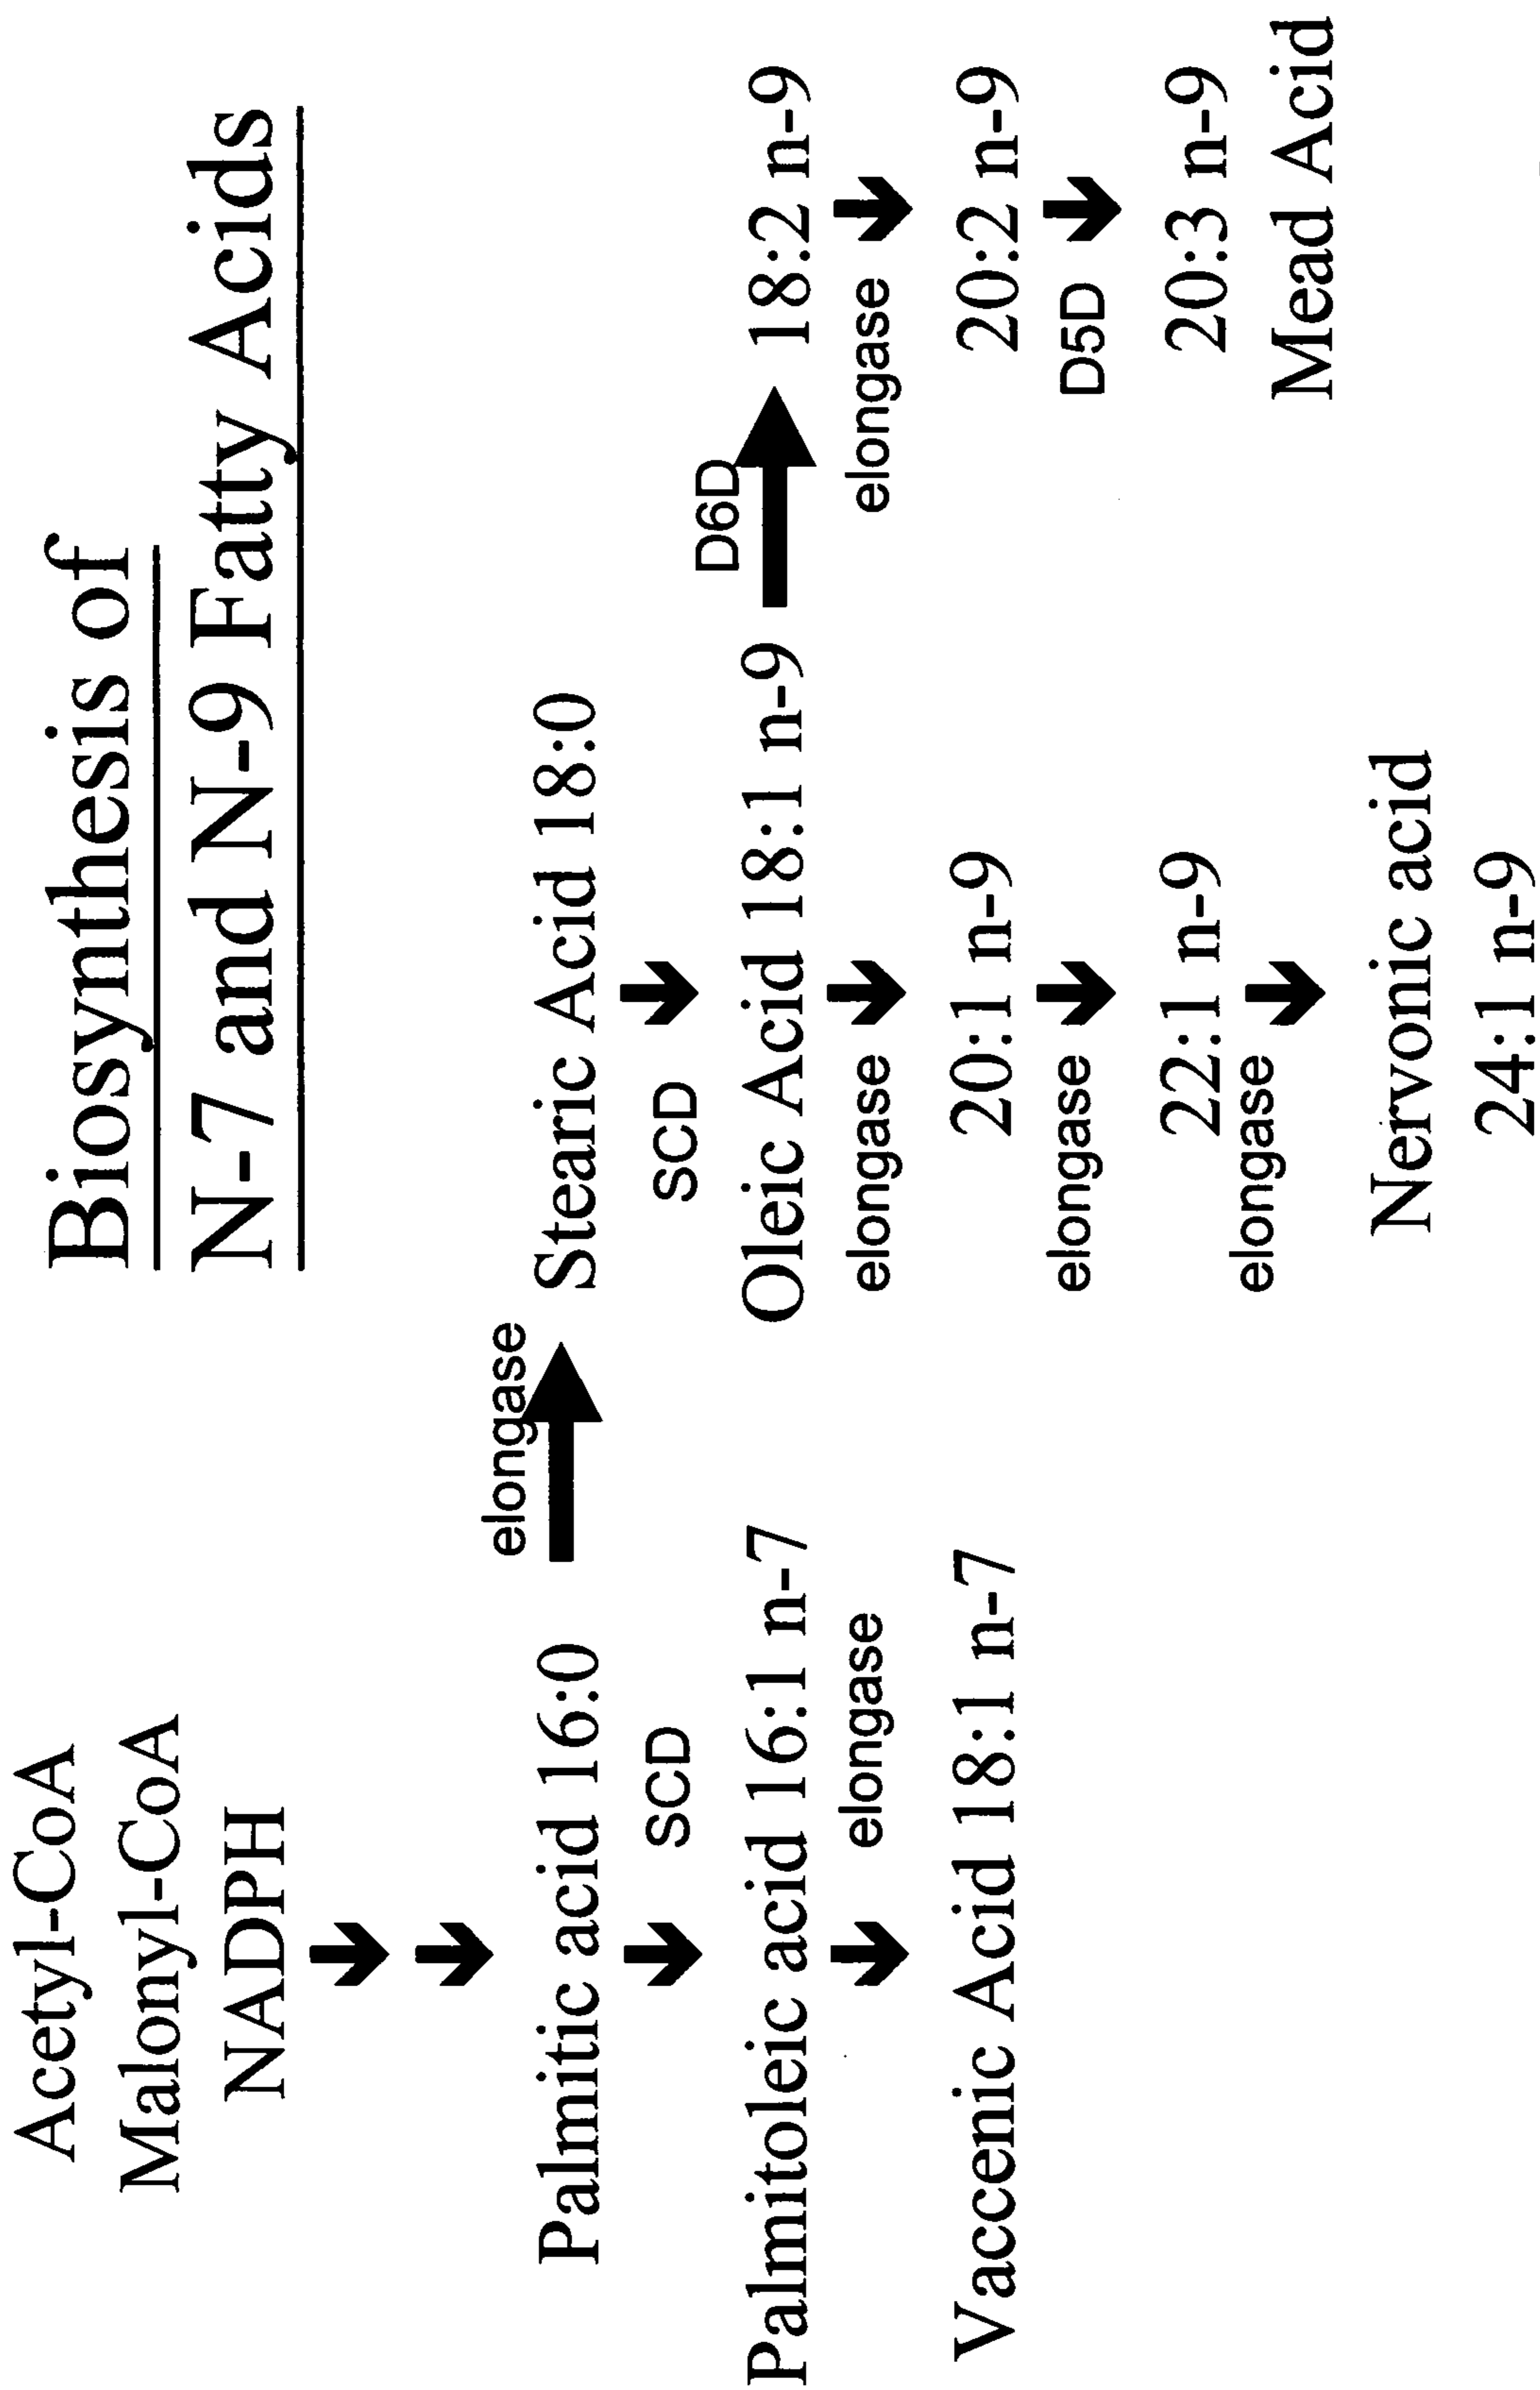 Biosynthesis of
N-7 and N-9 Fatty Acids
Acetyl-CoA
Malonyl-CoA
NADPH
Palmitic acid 16:0
elongase
Stearic Acid 18:0
SCD
SCD
Palmitoleic acid 16:1 n-7
Oleic Acid 18:1 n-9
D6D
18:2 n-9
elongase
elongase
elongase
Vaccenic Acid 18:1 n-7
20:1 n-9
20:2 n-9
elongase
D5D
22:1 n-9
20:3 n-9
elongase
Mead Acid
Nervonic acid
24:1 n-9